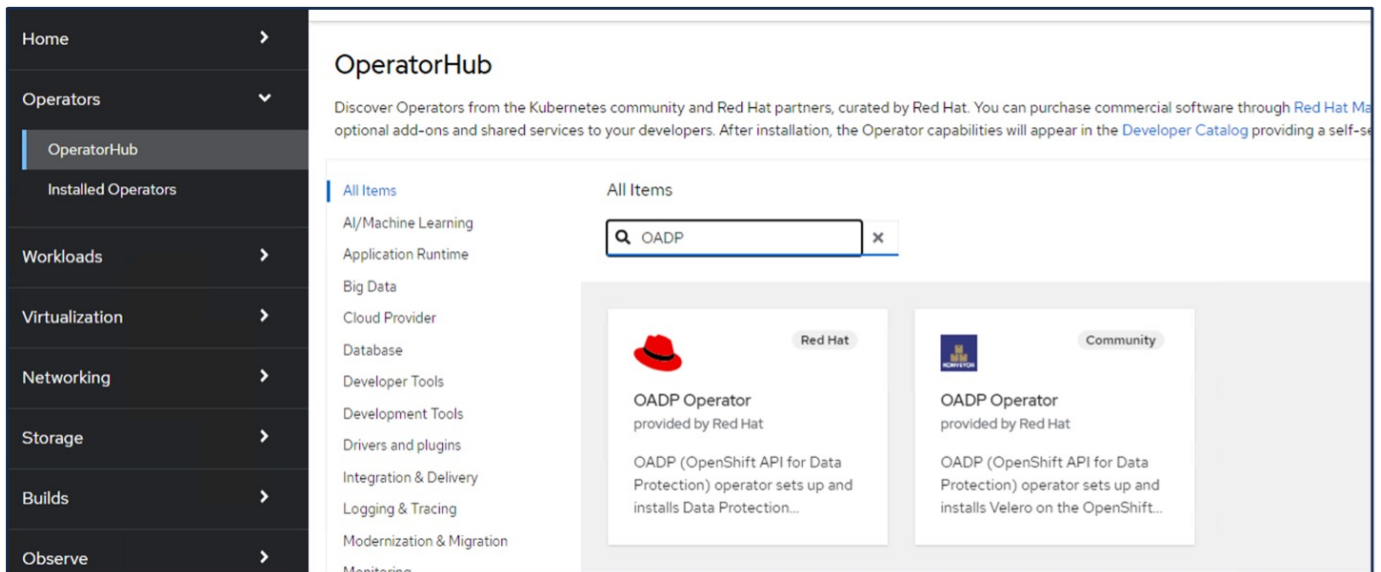 Home
Operators
OperatorHub
Installed Operators
Workloads
Virtualization
Networking
Storage
Builds
Observe
OperatorHub
Discover Operators from the Kubernetes community and Red Hat partners, curated by Red Hat. You can purchase commercial software through Red Hat Ma
optional add-ons and shared services to your developers. After installation, the Operator capabilities will appear in the Developer Catalog providing a self-se
All Items
AI/Machine Learning
Application Runtime
Big Data
Cloud Provider
Database
Developer Tools
Development Tools
Drivers and plugins
Integration & Delivery
Logging & Tracing
Modernization & Migration
Monitoring
All Items
OADP
Red Hat
OADP Operator
provided by Red Hat
OADP (OpenShift API for Data
Protection) operator sets up and
installs Data Protection...
KONVEYOR
Community
OADP Operator
provided by Red Hat
OADP (OpenShift API for Data
Protection) operator sets up and
installs Velero on the OpenShift...